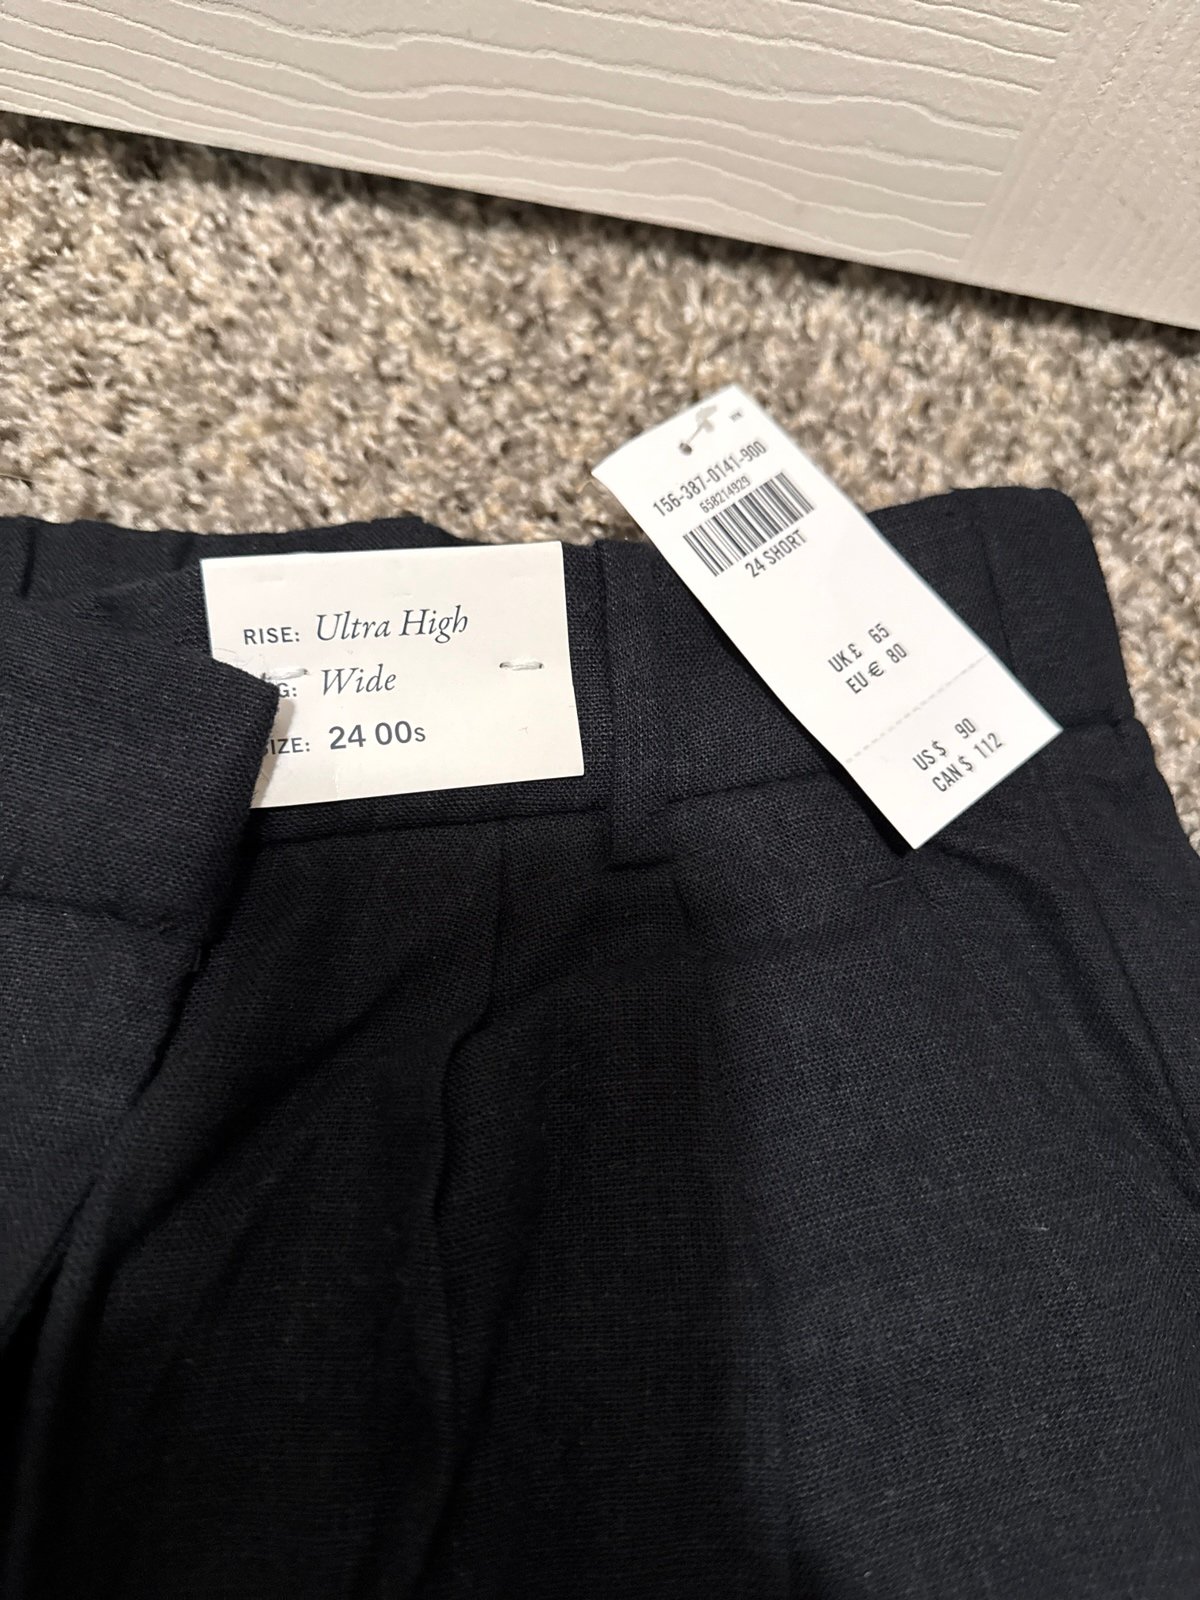 RISE: Ultra High
G: Wide
IZE: 24 00s
156-387-0141-900
658214929
24 SHORT
UK £ 65
EU € 80
US $ 90
CAN $ 112